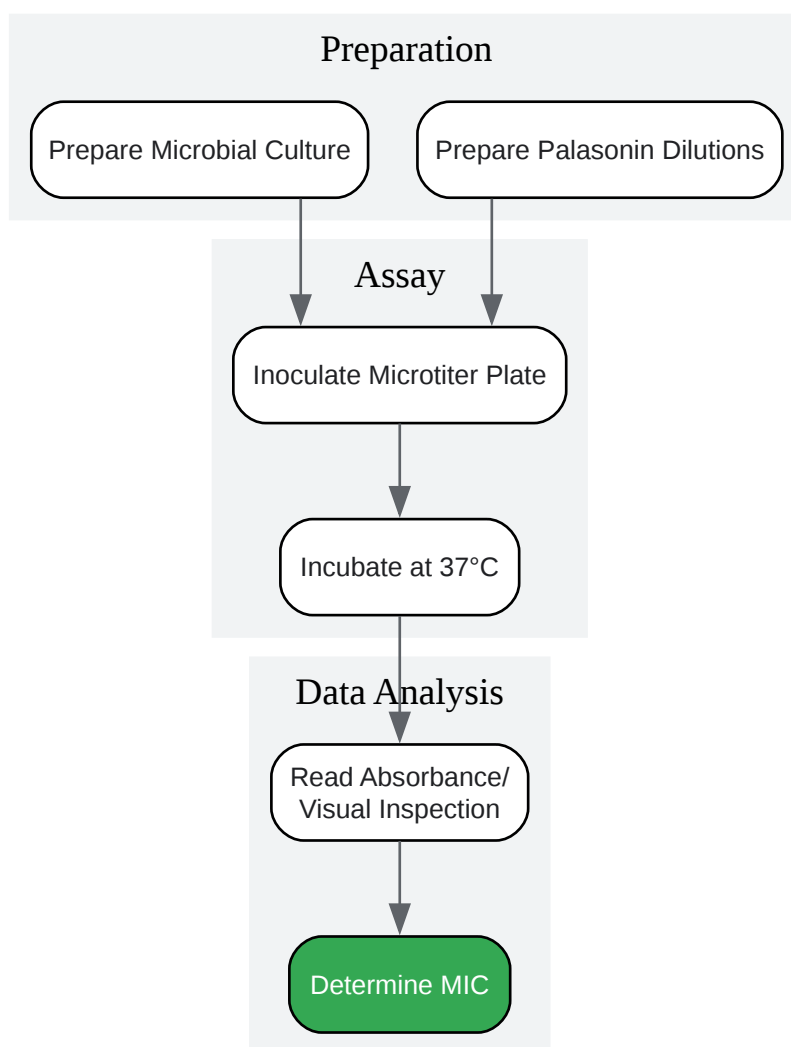 Preparation
Prepare Microbial Culture
Prepare Palasonin Dilutions
Assay
Inoculate Microtiter Plate
Incubate at 37°C
Data Analysis
Read Absorbance/
Visual Inspection
Determine MIC